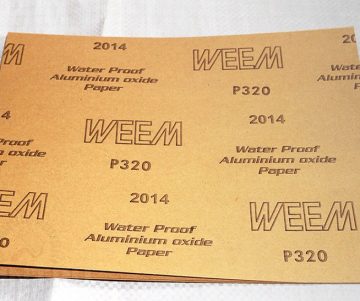 2014 WEEM
Water Proof
Aluminium oxide
Paper P320
WEEM 2014
P320 Water Proof
Aluminium oxide
Paper
2014 WEEM
Water Proof
Aluminium oxide
Paper P320